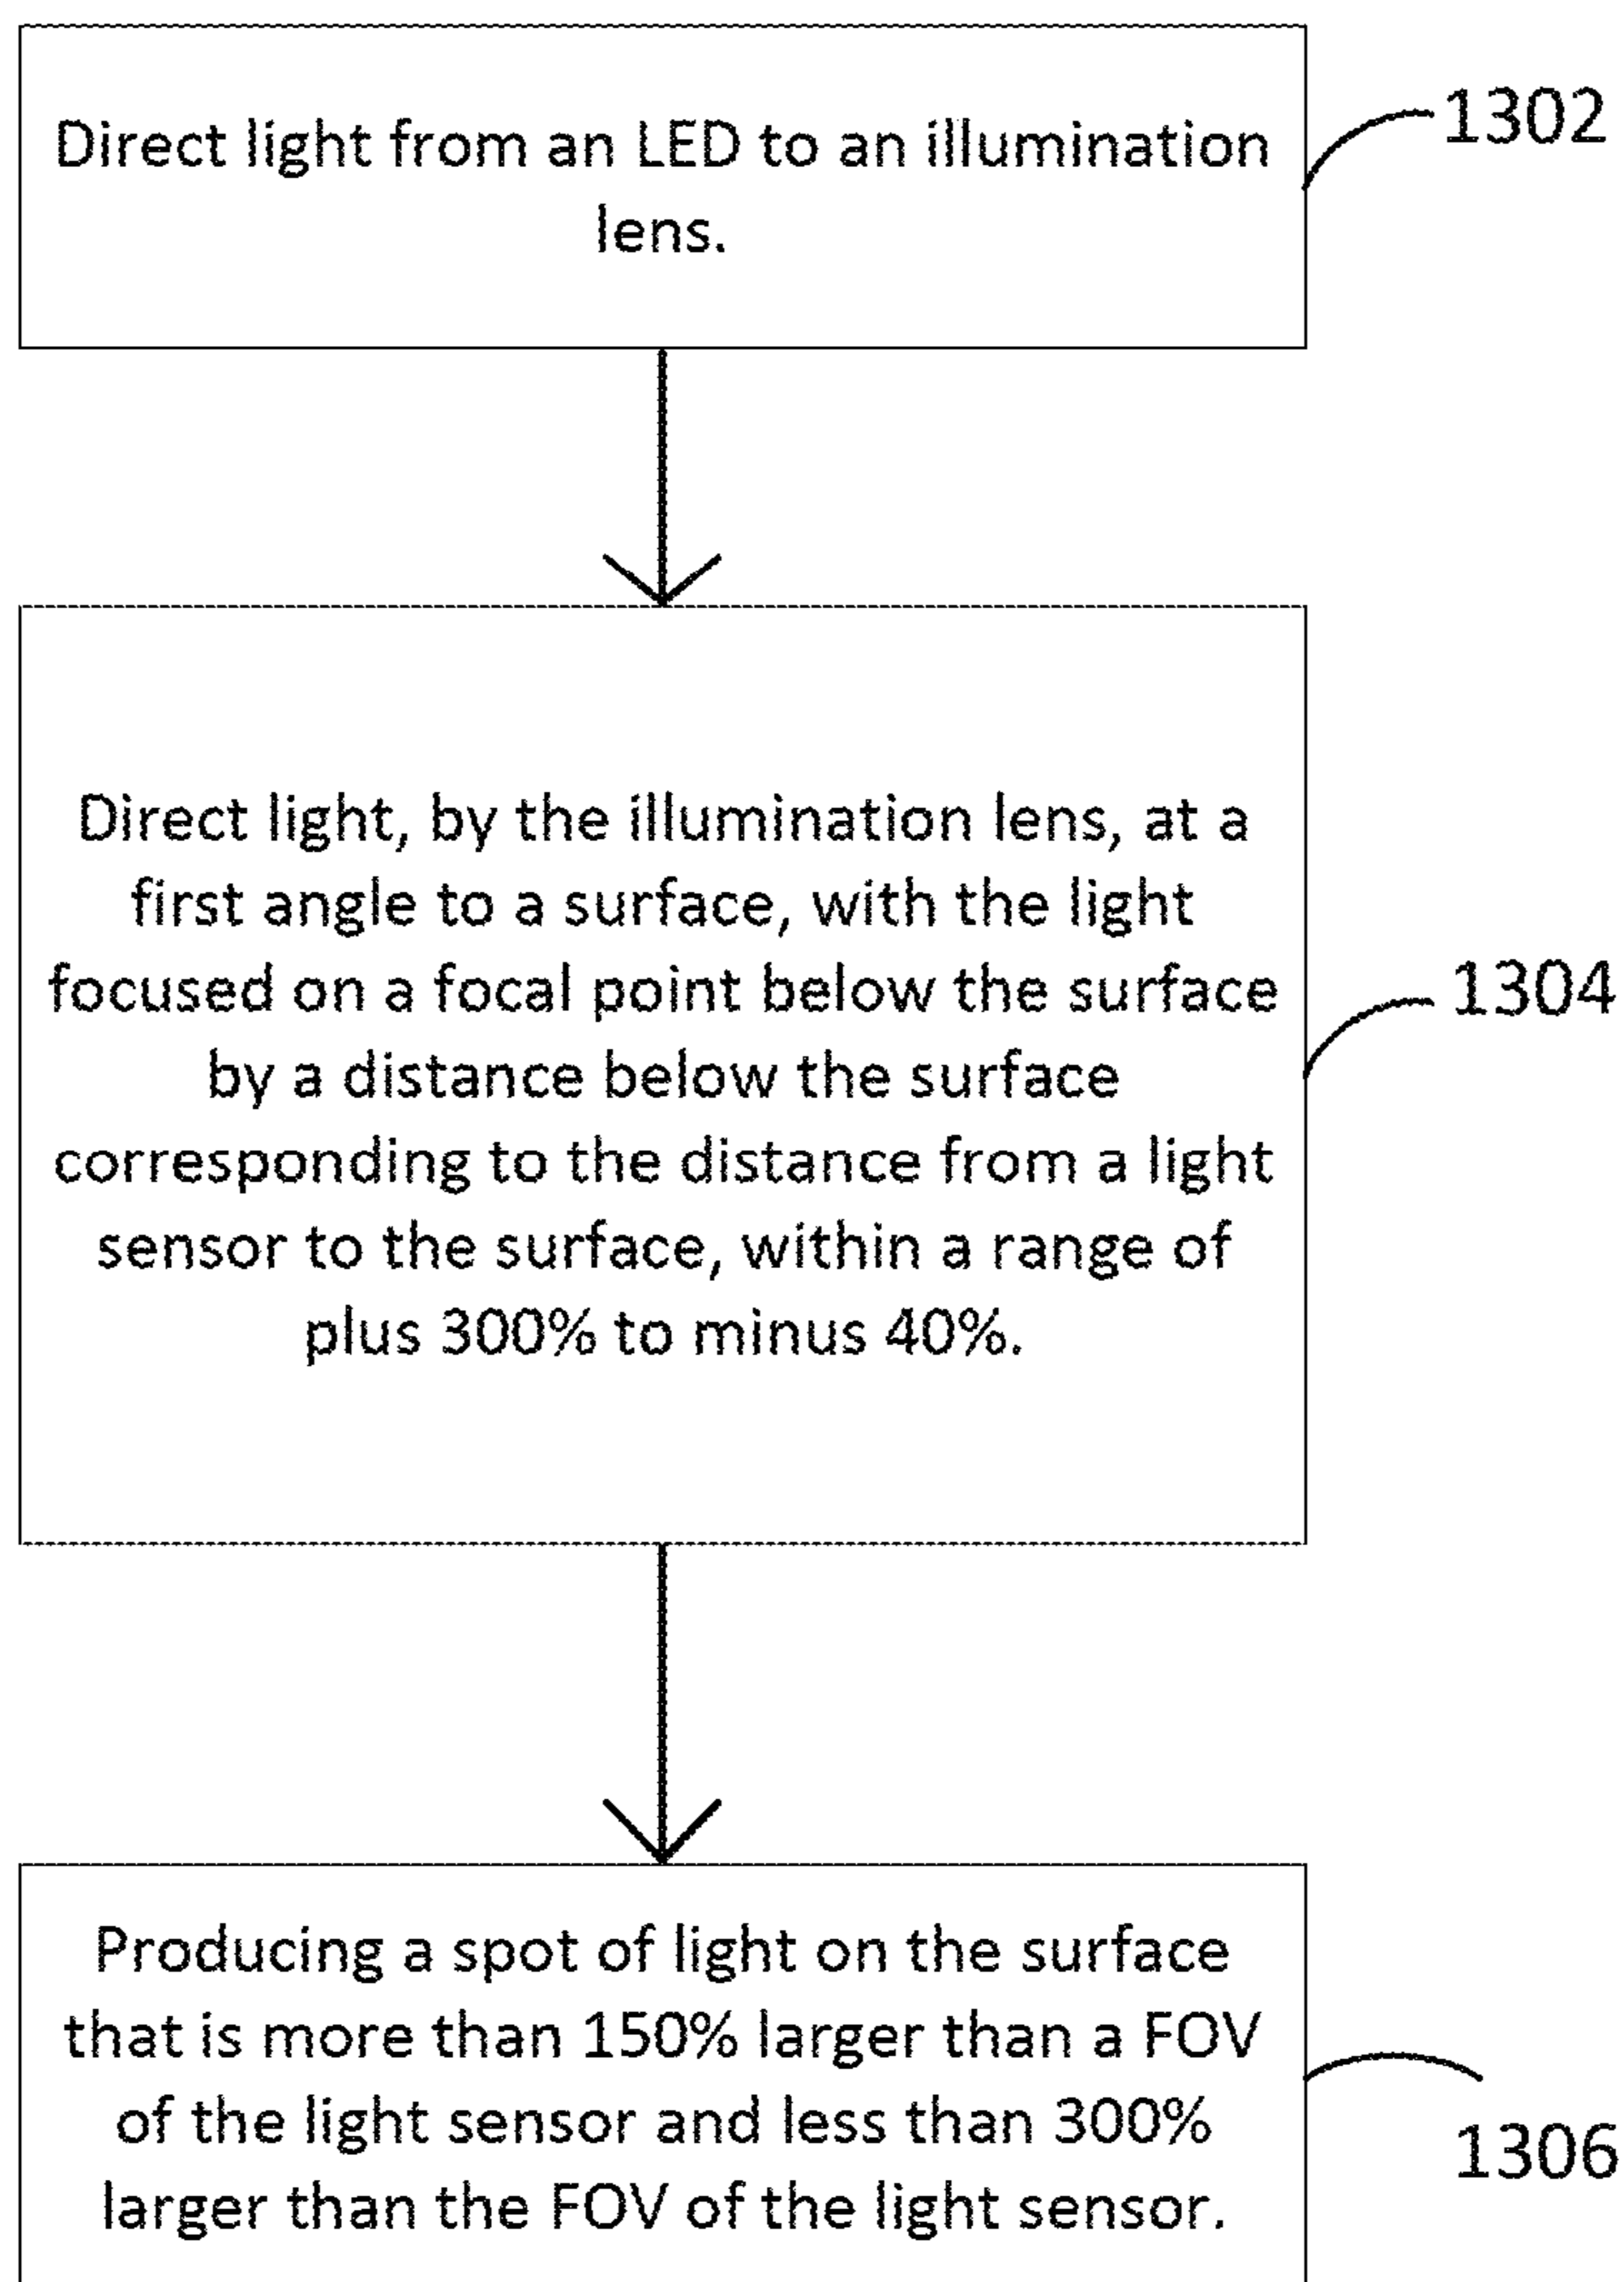 Direct light from an LED to an illumination
lens.
1302
Direct light, by the illumination lens, at a
first angle to a surface, with the light
focused on a focal point below the surface
by a distance below the surface
corresponding to the distance from a light
sensor to the surface, within a range of
plus 300% to minus 40%.
1304
Producing a spot of light on the surface
that is more than 150% larger than a FOV
of the light sensor and less than 300%
larger than the FOV of the light sensor.
1306